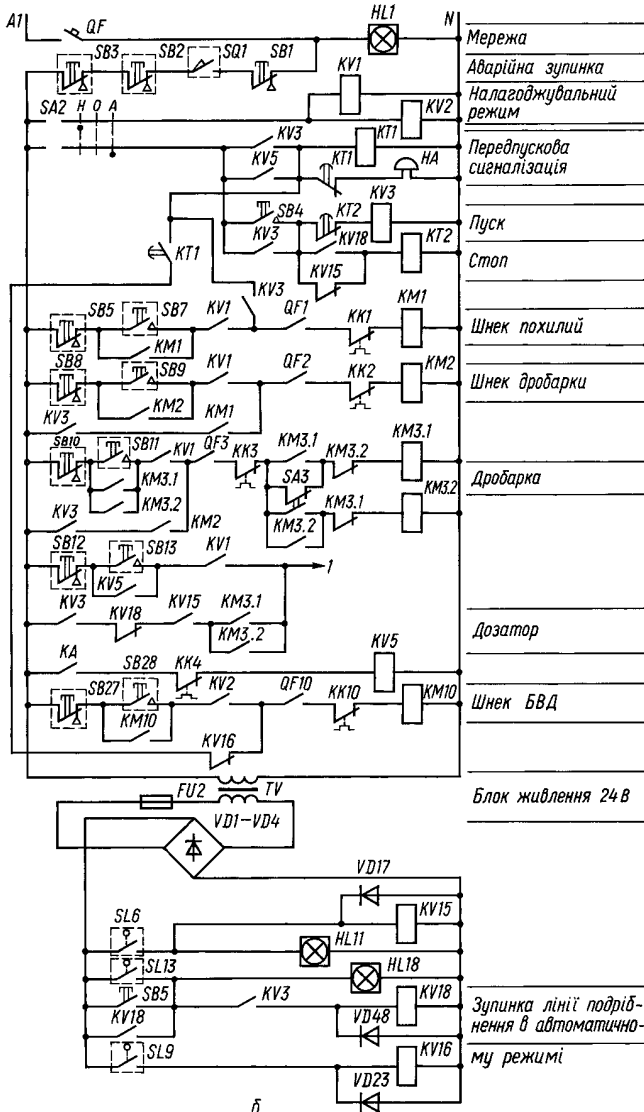 A1 QF HL1 N Мережа
SB3 SB2 SQ1 SB1 Аварійна зупинка
KV1
SA2 Н О А KV2 Налагоджувальний
режим
KV3 KT1
KV5 KT1 HA Передпускова
сигналізація
SB4 KT2 KV3 Пуск
KT1 KV3 KV18 KT2 Стоп
KV15
KV3
SB5 SB7 KV1 QF1 KK1 KM1 Шнек похилий
KM1
SB8 SB9 KV1 QF2 KK2 KM2 Шнек дробарки
KM2
KV3 KM1
SB10 SB11 KV1 QF3 KK3 KM3.1 KM3.2 KM3.1 Дробарка
KM3.1 SA3 KM3.1 KM3.2
KM3.2 KM3.2
KV3 KM2
SB12 SB13 KV1 1
KV5
KV3 KV18 KV15 KM3.1 Дозатор
KM3.2
KA SB28 KK4 KV5
SB27 KV2 QF10 KK10 KM10 Шнек БВД
KM10
KV16
FU2 TV Блок живлення 24 В
VD1-VD4
VD17
SL6 KV15
HL11
SL13 HL18
SB5 KV3 KV18 Зупинка лінії подріб-
KV18 VD48 нення в автоматично-
SL9 KV16 му режимі
VD23
б